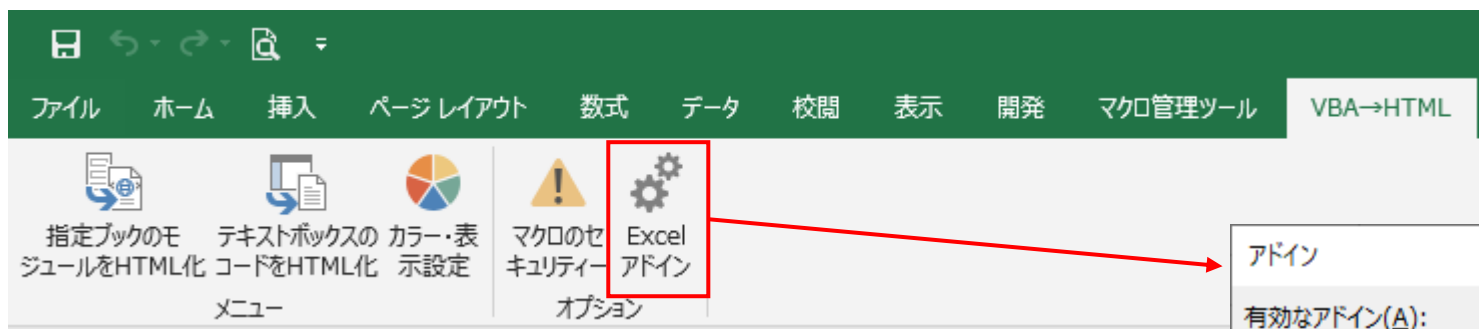 ファイル ホーム 挿入 ページ レイアウト 数式 データ 校閲 表示 開発 マクロ管理ツール VBA→HTML
指定ブックのモ
ジュールをHTML化
テキストボックスの
コードをHTML化
カラー・表
示設定
マクロのセ
キュリティー
Excel
アドイン
メニュー
オプション
アドイン
有効なアドイン(A):